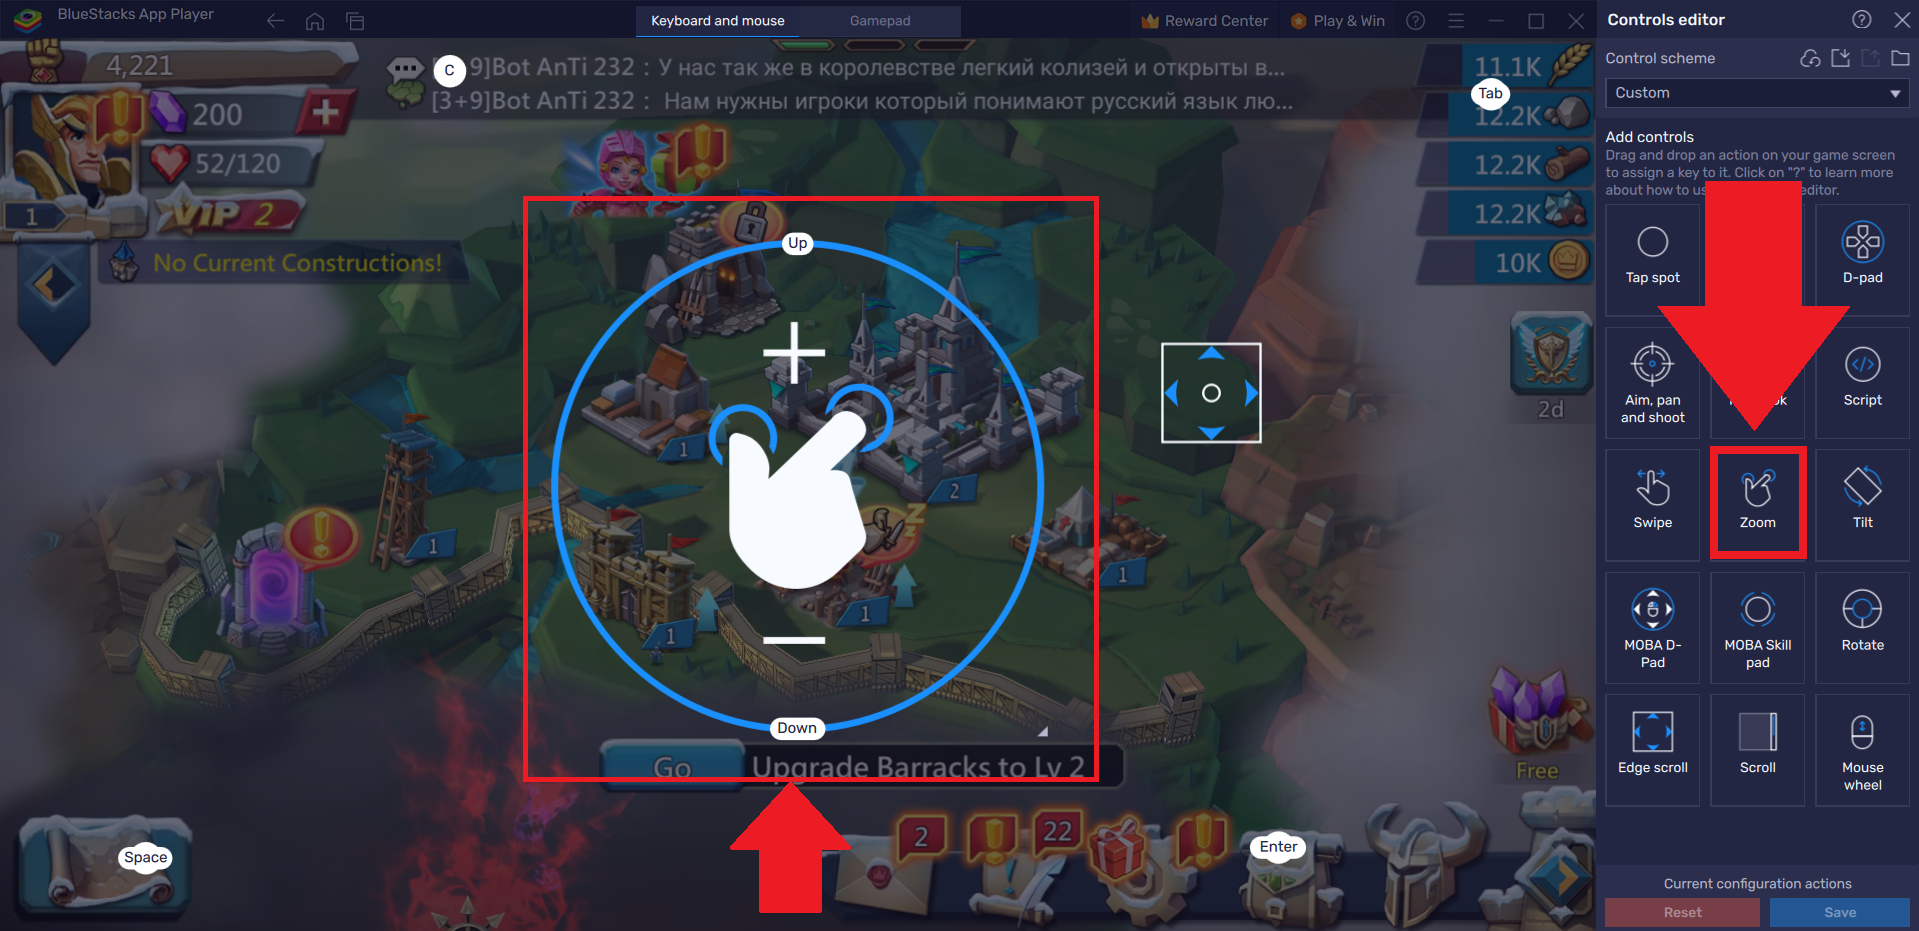 BlueStacks App Player
Keyboard and mouse
Gamepad
Reward Center
Play & Win
Controls editor
4,221
200
52/120
1
VIP 2
No Current Constructions!
C
9]Bot AnTi 232 : У нас так же в королевстве легкий колизей и открыты в...
[3+9]Bot AnTi 232 : Нам нужны игроки который понимают русский язык лю...
11.1K
Tab
12.2K
12.2K
12.2K
10K
2d
Up
1
2
1
1
1
1
Down
Go
Upgrade Barracks to Lv 2
Free
Space
2
22
Enter
Control scheme
Custom
Add controls
Drag and drop an action on your game screen
to assign a key to it. Click on "?" to learn more
about how to us editor.
Tap spot
D-pad
Aim, pan
and shoot
Script
Swipe
Zoom
Tilt
MOBA D-
Pad
MOBA Skill
pad
Rotate
Edge scroll
Scroll
Mouse
wheel
Current configuration actions
Reset
Save